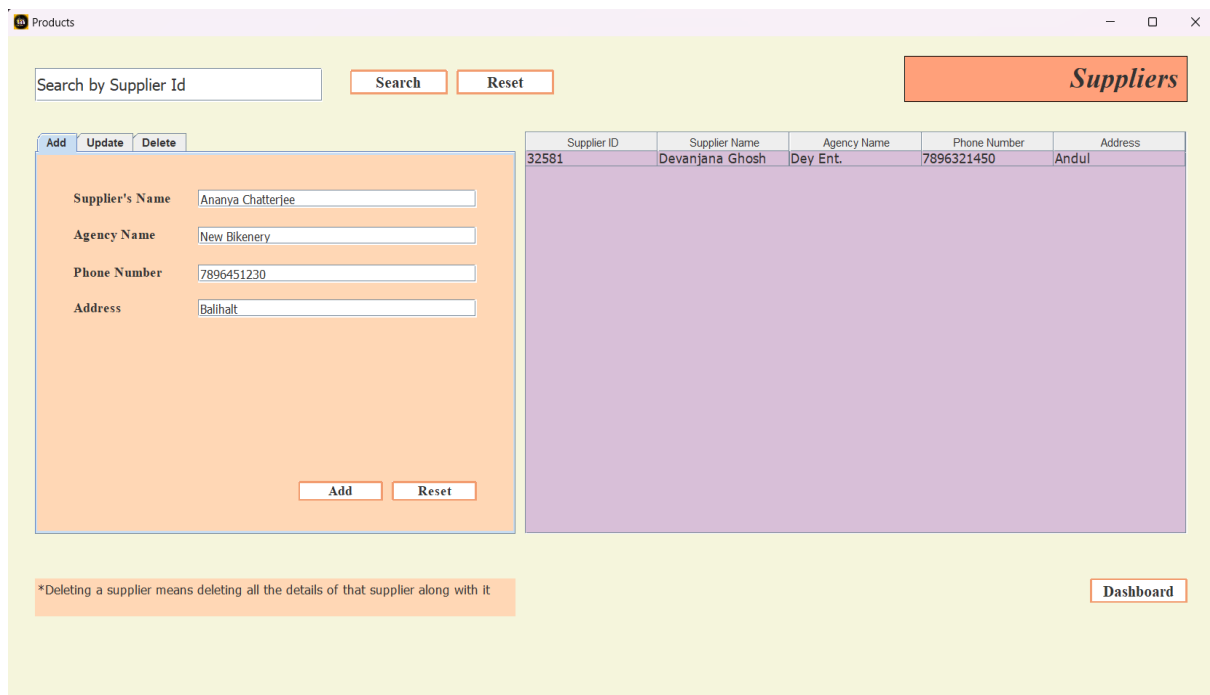 Products
Suppliers
Search by Supplier Id Search Reset
Add Update Delete
Supplier's Name Ananya Chatterjee
Agency Name New Bikenery
Phone Number 7896451230
Address Balihalt
Add Reset
Supplier ID Supplier Name Agency Name Phone Number Address
32581 Devanjana Ghosh Dey Ent. 7896321450 Andul
*Deleting a supplier means deleting all the details of that supplier along with it
Dashboard